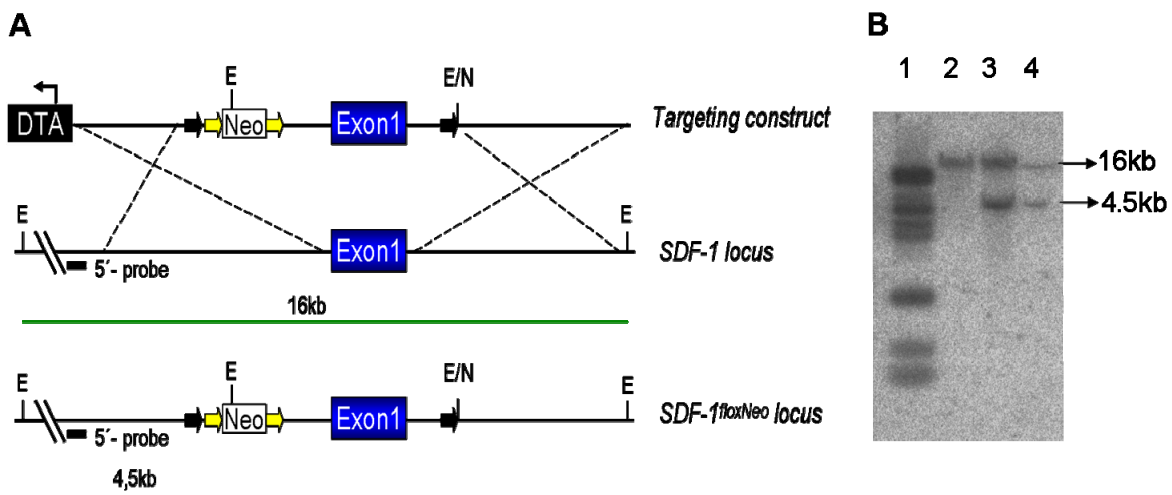 A
B
E
E/N
DTA
Neo
Exon1
Targeting construct
E
E
Exon1
SDF-1 locus
5´- probe
16kb
E
E
E/N
E
Neo
Exon1
SDF-1floxNeo locus
5´- probe
4,5kb
1 2 3 4
16kb
4.5kb